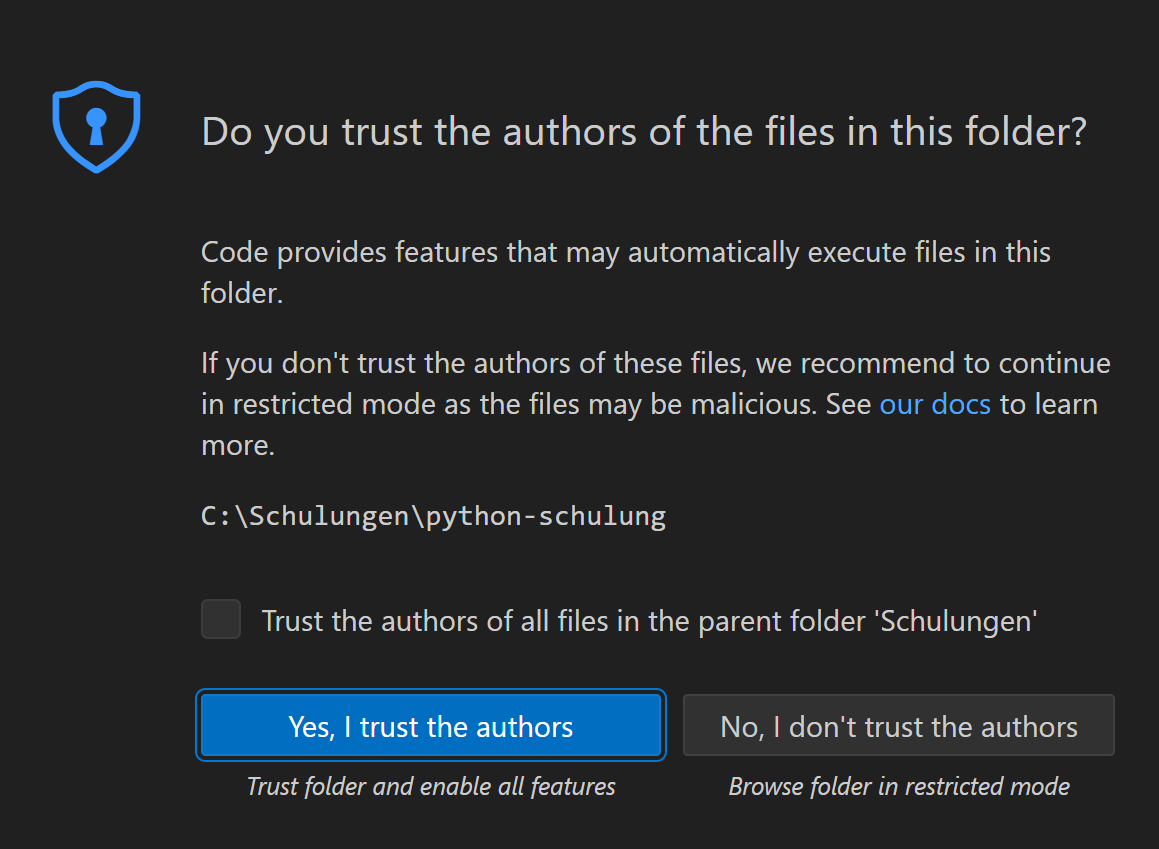 Do you trust the authors of the files in this folder?
Code provides features that may automatically execute files in this
folder.
If you don't trust the authors of these files, we recommend to continue
in restricted mode as the files may be malicious. See our docs to learn
more.
C:\Schulungen\python-schulung
Trust the authors of all files in the parent folder 'Schulungen'
Yes, I trust the authors
No, I don't trust the authors
Trust folder and enable all features
Browse folder in restricted mode